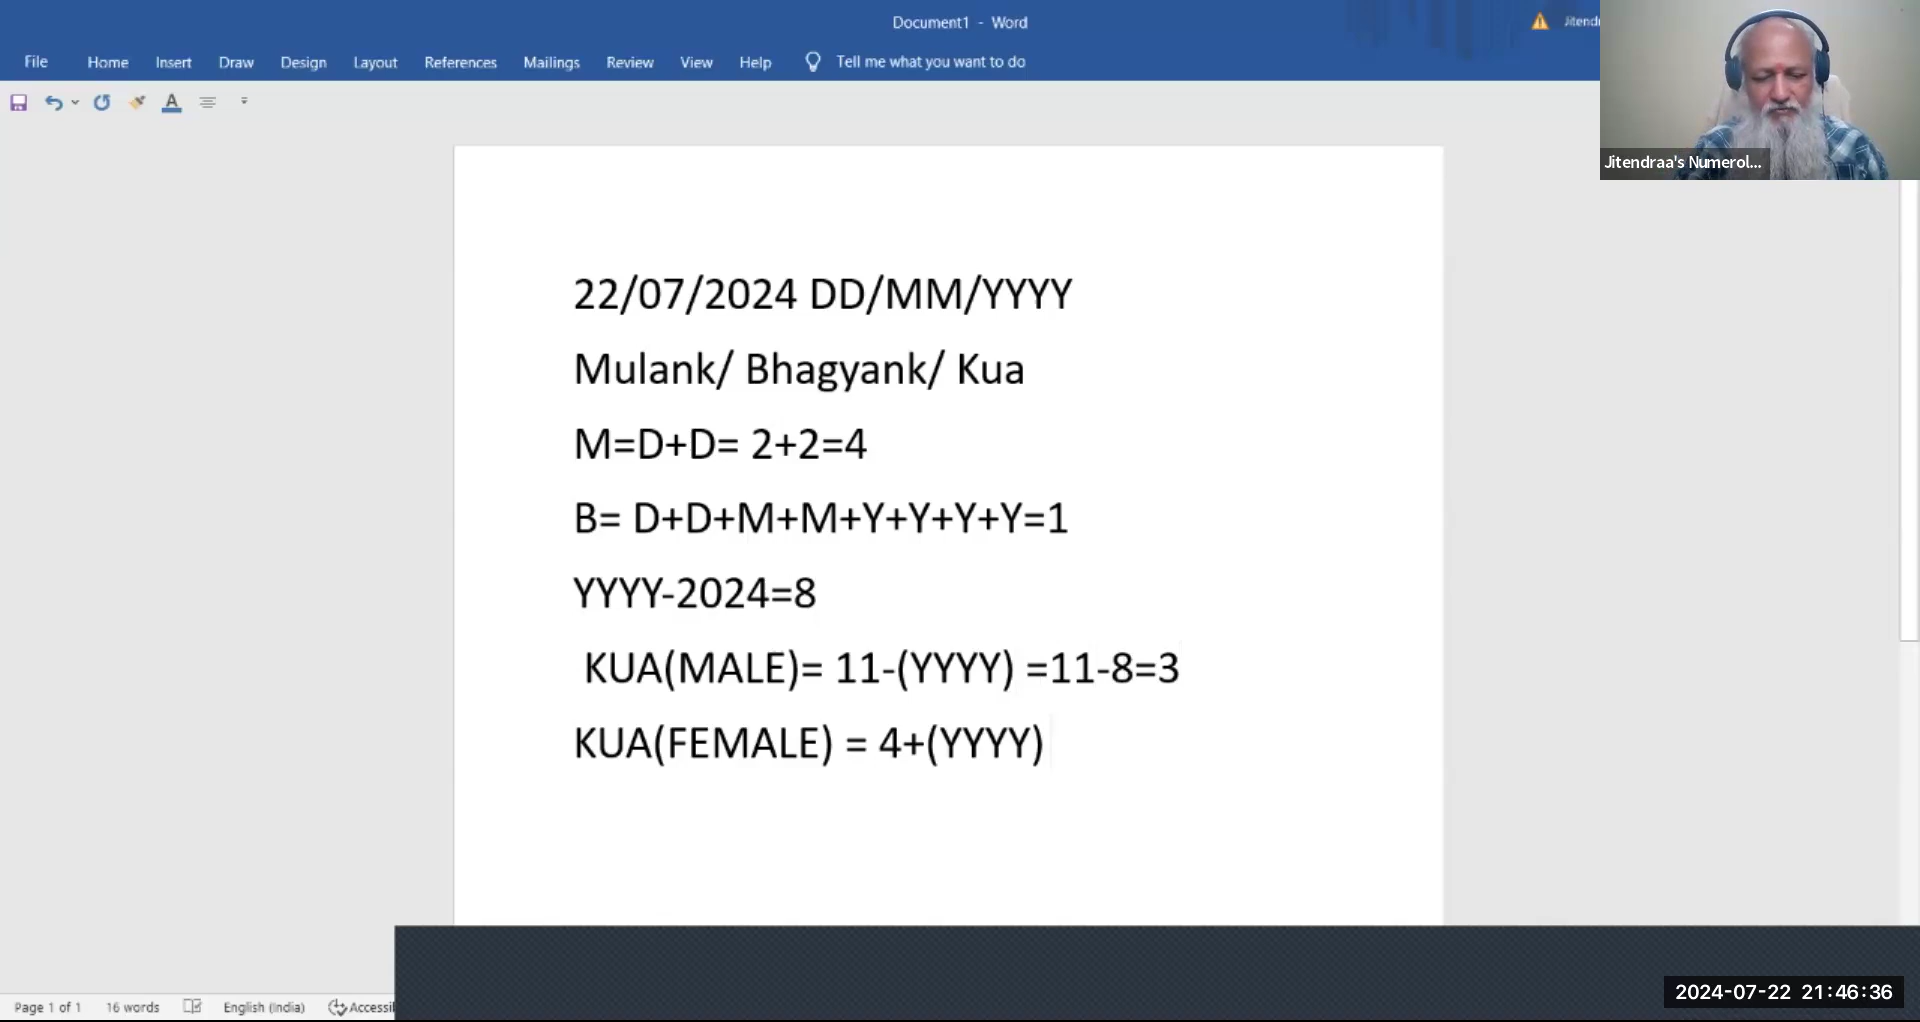 Document1 - Word
Jitend
File Home Insert Draw Design Layout References Mailings Review View Help Tell me what you want to do
Jitendraa's Numerol...
22/07/2024 DD/MM/YYYY
Mulank/ Bhagyank/ Kua
M=D+D= 2+2=4
B= D+D+M+M+Y+Y+Y+Y=1
YYYY-2024=8
KUA(MALE)= 11-(YYYY) =11-8=3
KUA(FEMALE) = 4+(YYYY)
Page 1 of 1 16 words English (India) Accessi
2024-07-22 21:46:36